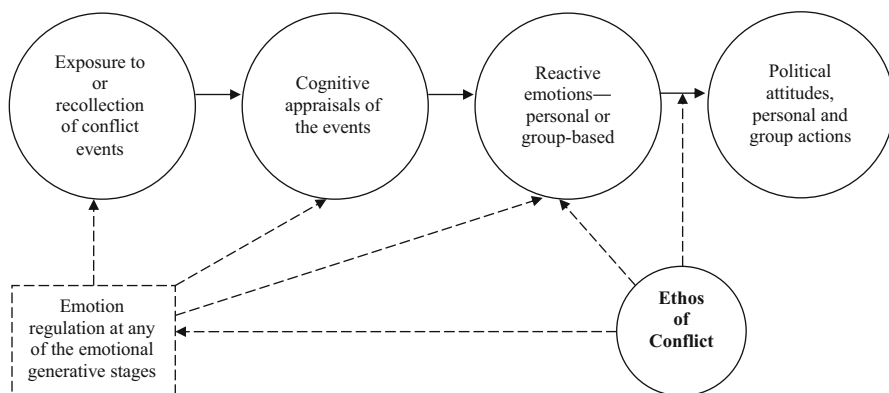 Exposure to
or
recollection
of conflict
events
Cognitive
appraisals of
the events
Reactive
emotions—
personal or
group-based
Political
attitudes,
personal and
group actions
Emotion
regulation at any
of the emotional
generative stages
Ethos
of
Conflict